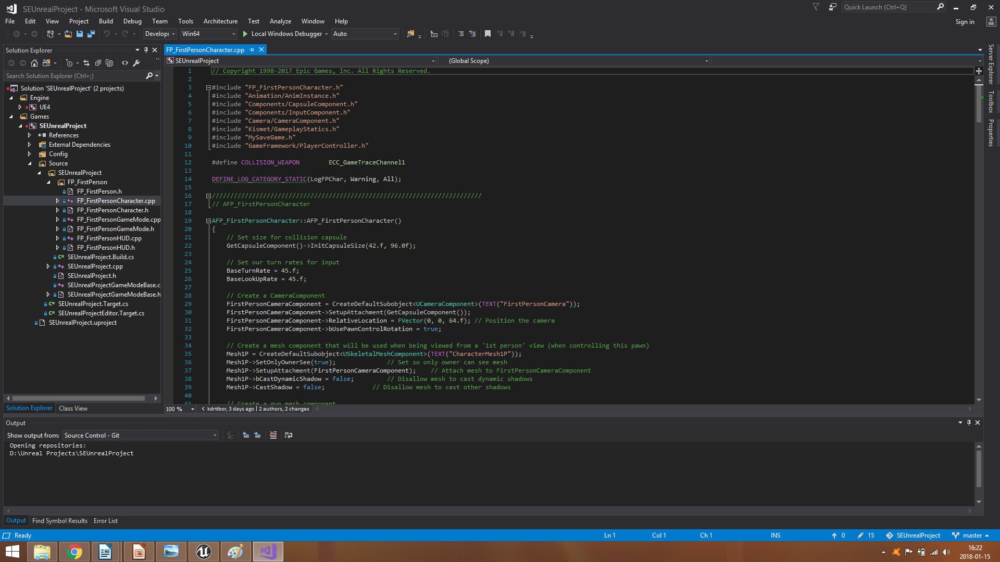 SEUnrealProject - Microsoft Visual Studio
Quick Launch (Ctrl+Q)
File Edit View Project Build Debug Team Tools Architecture Test Analyze Window Help
Sign in
Develop Win64 Local Windows Debugger Auto
Solution Explorer
Search Solution Explorer (Ctrl+;)
Solution 'SEUnrealProject' (2 projects)
Engine
UE4
Games
SEUnrealProject
References
External Dependencies
Config
Source
SEUnrealProject
FP_FirstPerson
FP_FirstPerson.h
FP_FirstPersonCharacter.cpp
FP_FirstPersonCharacter.h
FP_FirstPersonGameMode.cpp
FP_FirstPersonGameMode.h
FP_FirstPersonHUD.cpp
FP_FirstPersonHUD.h
SEUnrealProject.Build.cs
SEUnrealProject.cpp
SEUnrealProject.h
SEUnrealProjectGameModeBase.c
SEUnrealProjectGameModeBase.h
SEUnrealProject.Target.cs
SEUnrealProjectEditor.Target.cs
SEUnrealProject.uproject
Solution Explorer Class View
FP_FirstPersonCharacter.cpp
SEUnrealProject (Global Scope)
1 // Copyright 1998-2017 Epic Games, Inc. All Rights Reserved.
2
3 #include "FP_FirstPersonCharacter.h"
4 #include "Animation/AnimInstance.h"
5 #include "Components/CapsuleComponent.h"
6 #include "Components/InputComponent.h"
7 #include "Camera/CameraComponent.h"
8 #include "Kismet/GameplayStatics.h"
9 #include "MySaveGame.h"
10 #include "GameFramework/PlayerController.h"
11
12 #define COLLISION_WEAPON ECC_GameTraceChannel1
13
14 DEFINE_LOG_CATEGORY_STATIC(LogFPChar, Warning, All);
15
16 //////////////////////////////////////////////////////////////////////////
17 // AFP_FirstPersonCharacter
18
19 AFP_FirstPersonCharacter::AFP_FirstPersonCharacter()
20 {
21 // Set size for collision capsule
22 GetCapsuleComponent()->InitCapsuleSize(42.f, 96.0f);
23
24 // Set our turn rates for input
25 BaseTurnRate = 45.f;
26 BaseLookUpRate = 45.f;
27
28 // Create a CameraComponent
29 FirstPersonCameraComponent = CreateDefaultSubobject<UCameraComponent>(TEXT("FirstPersonCamera"));
30 FirstPersonCameraComponent->SetupAttachment(GetCapsuleComponent());
31 FirstPersonCameraComponent->RelativeLocation = FVector(0, 0, 64.f); // Position the camera
32 FirstPersonCameraComponent->bUsePawnControlRotation = true;
33
34 // Create a mesh component that will be used when being viewed from a '1st person' view (when controlling this pawn)
35 Mesh1P = CreateDefaultSubobject<USkeletalMeshComponent>(TEXT("CharacterMesh1P"));
36 Mesh1P->SetOnlyOwnerSee(true); // Set so only owner can see mesh
37 Mesh1P->SetupAttachment(FirstPersonCameraComponent); // Attach mesh to FirstPersonCameraComponent
38 Mesh1P->bCastDynamicShadow = false; // Disallow mesh to cast dynamic shadows
39 Mesh1P->CastShadow = false; // Disallow mesh to cast other shadows
40
41 // Create a gun mesh component
100 % kdrtibor, 3 days ago | 2 authors, 2 changes
Server Explorer
Toolbox
Properties
Output
Show output from: Source Control - Git
Opening repositories:
D:\Unreal Projects\SEUnrealProject
Output Find Symbol Results Error List
Ready Ln 1 Col 1 Ch 1 INS 0 15 SEUnrealProject master
16:22
2018-01-15